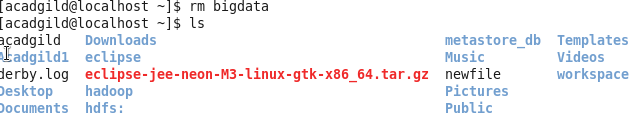 [acadgild@localhost ~]$ rm bigdata
[acadgild@localhost ~]$ ls
acadgild Downloads metastore_db Templates
Acadgild1 eclipse Music Videos
derby.log eclipse-jee-neon-M3-linux-gtk-x86_64.tar.gz newfile workspace
Desktop hadoop Pictures
Documents hdfs: Public